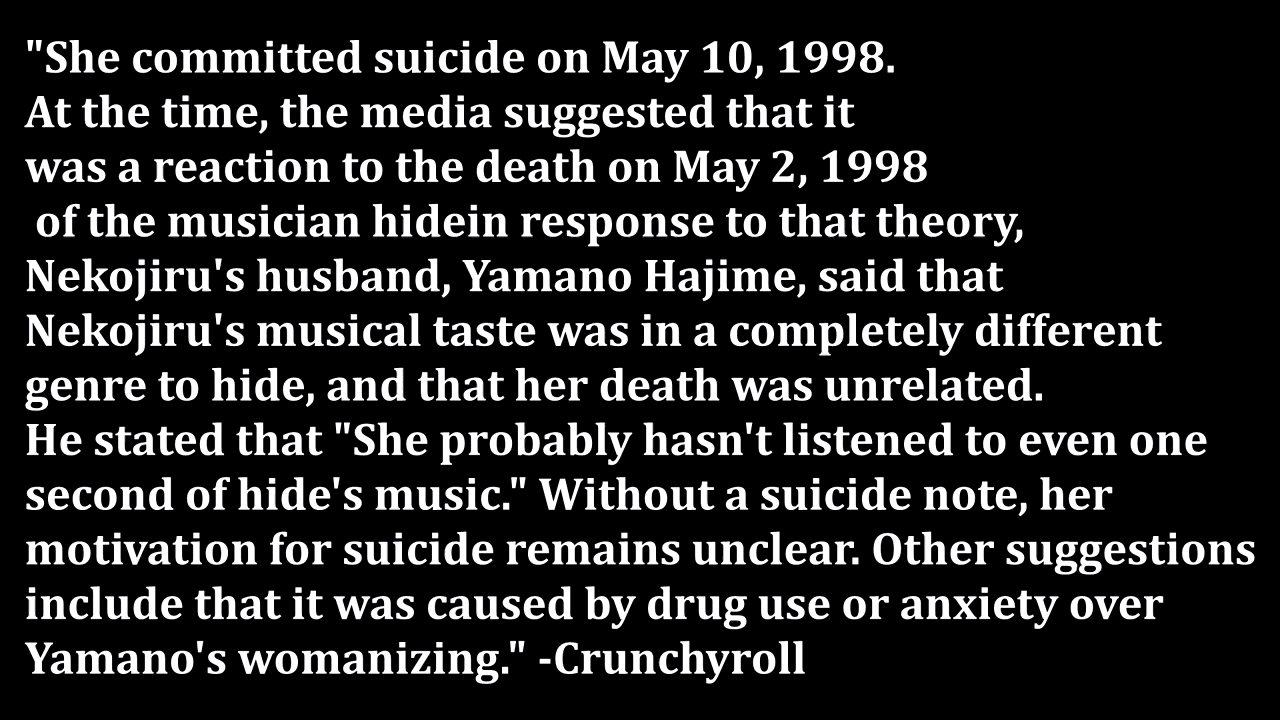 "She committed suicide on May 10, 1998.
At the time, the media suggested that it
was a reaction to the death on May 2, 1998
of the musician hidein response to that theory,
Nekojiru's husband, Yamano Hajime, said that
Nekojiru's musical taste was in a completely different
genre to hide, and that her death was unrelated.
He stated that "She probably hasn't listened to even one
second of hide's music." Without a suicide note, her
motivation for suicide remains unclear. Other suggestions
include that it was caused by drug use or anxiety over
Yamano's womanizing." -Crunchyroll